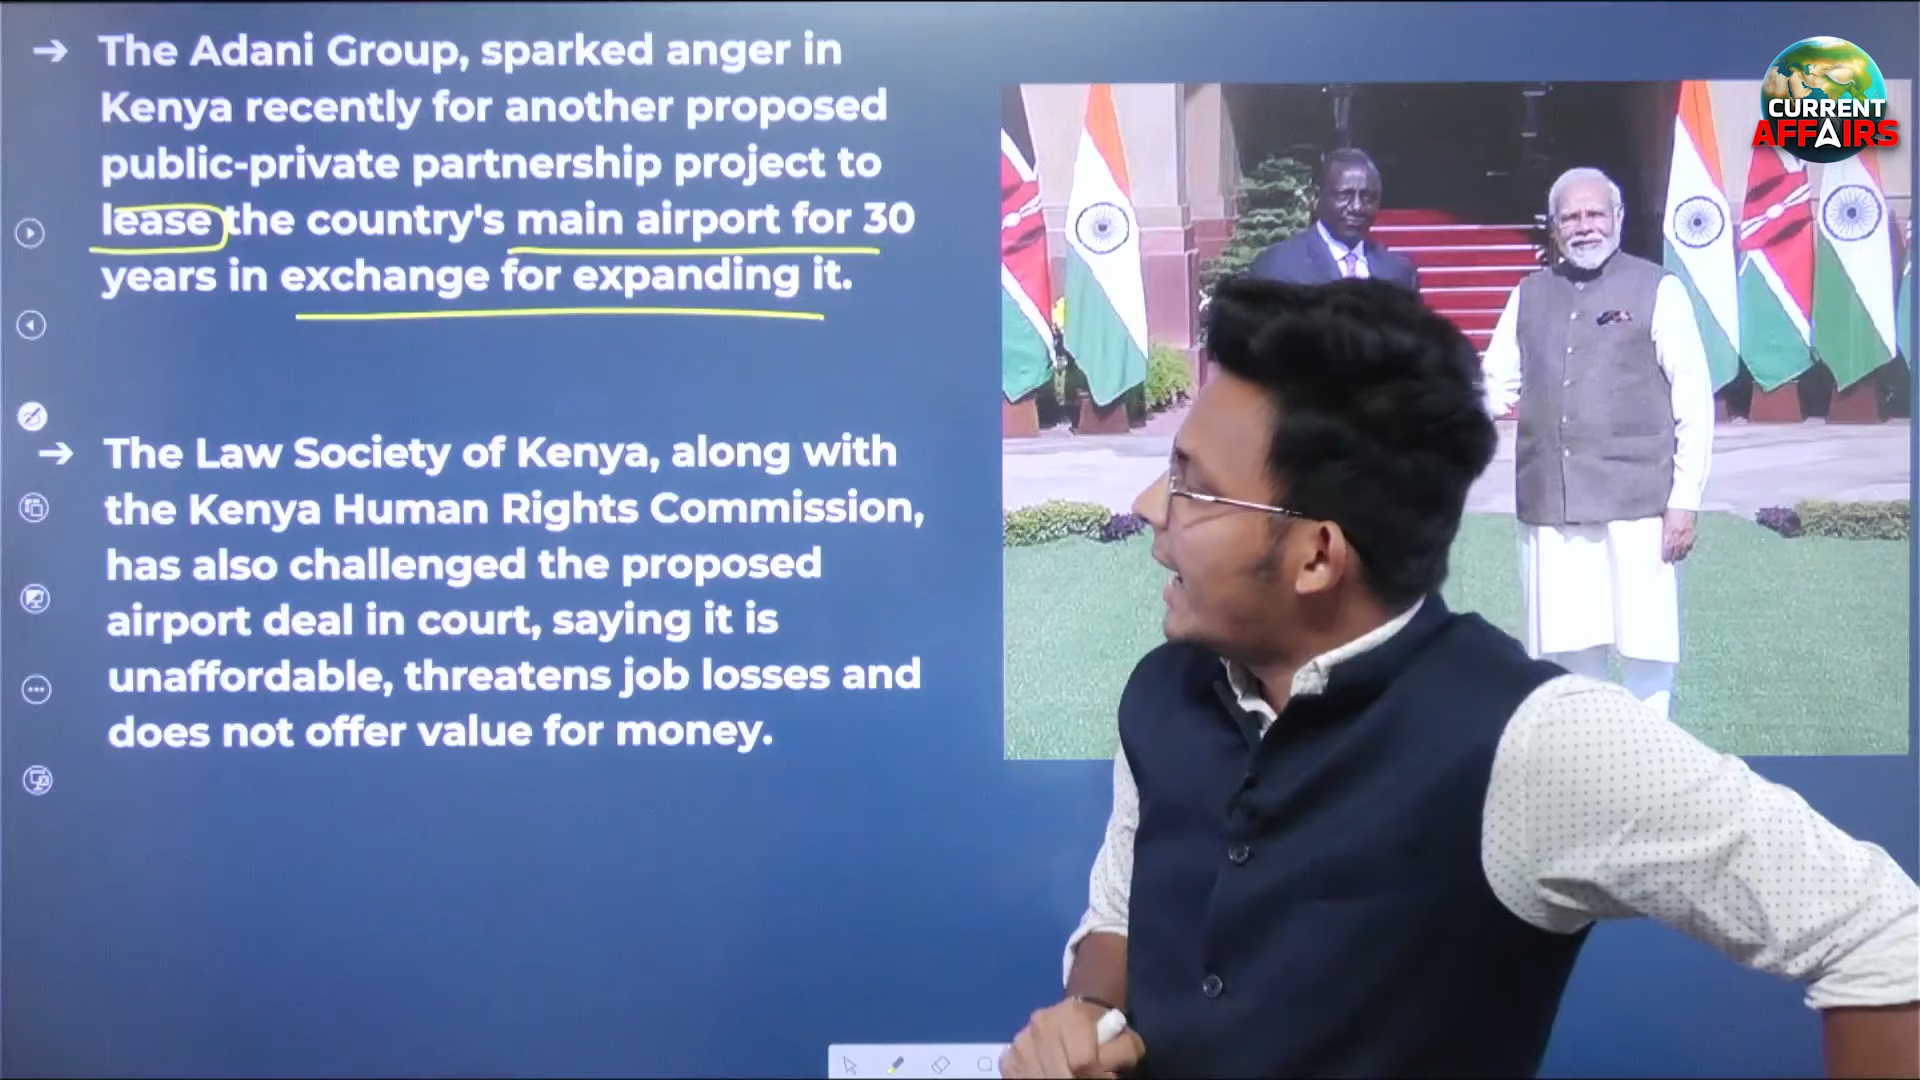 The Adani Group, sparked anger in
Kenya recently for another proposed
public-private partnership project to
lease the country's main airport for 30
years in exchange for expanding it.
The Law Society of Kenya, along with
the Kenya Human Rights Commission,
has also challenged the proposed
airport deal in court, saying it is
unaffordable, threatens job losses and
does not offer value for money.
CURRENT
AFFAIRS